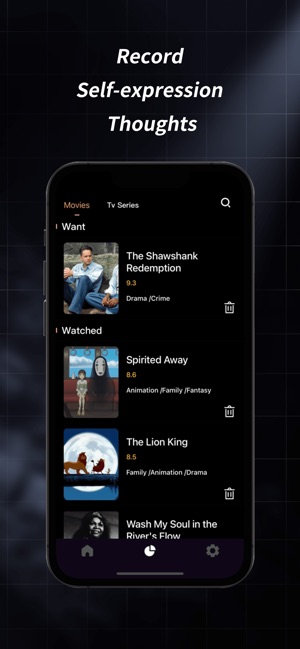 Record
Self-expression
Thoughts
Movies
Tv Series
Want
The Shawshank
Redemption
9.3
Drama /Crime
Watched
Spirited Away
8.6
Animation /Family /Fantasy
The Lion King
8.5
Family /Animation /Drama
Wash My Soul in the
River's Flow